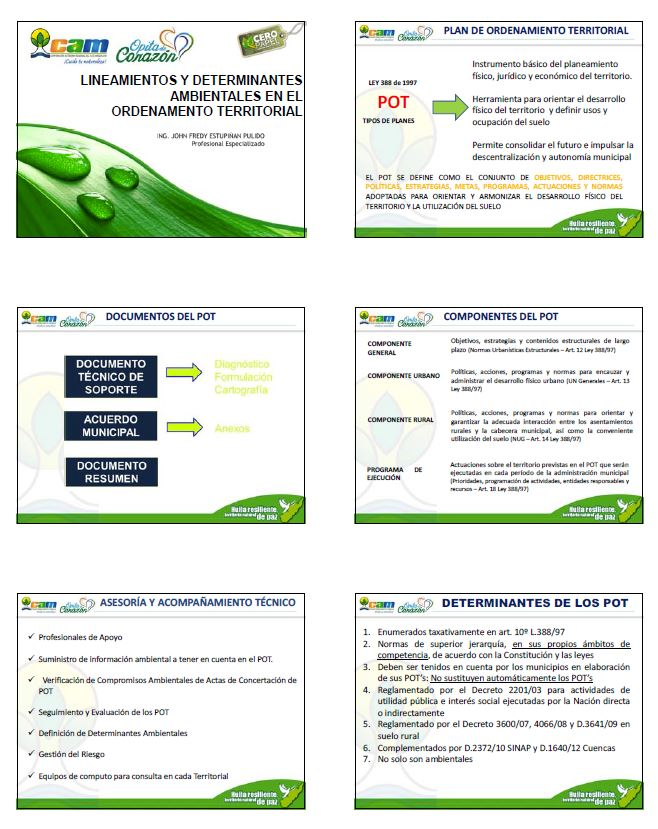 cam
¡Cuida tu naturaleza!
Opita de
Corazón
CERO
PAPEL
LINEAMIENTOS Y DETERMINANTES
AMBIENTALES EN EL
ORDENAMENTO TERRITORIAL
ING. JOHN FREDY ESTUPIÑAN PULIDO
Profesional Especializado
cam
Opita de
Corazón
PLAN DE ORDENAMIENTO TERRITORIAL
LEY 388 de 1997
POT
TIPOS DE PLANES
Instrumento básico del planeamiento
físico, jurídico y económico del territorio.
Herramienta para orientar el desarrollo
físico del territorio y definir usos y
ocupación del suelo
Permite consolidar el futuro e impulsar la
descentralización y autonomía municipal
EL POT SE DEFINE COMO EL CONJUNTO DE OBJETIVOS, DIRECTRICES,
POLÍTICAS, ESTRATEGIAS, METAS, PROGRAMAS, ACTUACIONES Y NORMAS
ADOPTADAS PARA ORIENTAR Y ARMONIZAR EL DESARROLLO FÍSICO DEL
TERRITORIO Y LA UTILIZACIÓN DEL SUELO
Huila resiliente,
territorio natural de paz
cam
Opita de
Corazón
DOCUMENTOS DEL POT
DOCUMENTO
TÉCNICO DE
SOPORTE
Diagnóstico
Formulación
Cartografía
ACUERDO
MUNICIPAL
Anexos
DOCUMENTO
RESUMEN
Huila resiliente,
territorio natural de paz
cam
Opita de
Corazón
COMPONENTES DEL POT
COMPONENTE
GENERAL
Objetivos, estrategias y contenidos estructurales de largo
plazo (Normas Urbanísticas Estructurales – Art. 12 Ley 388/97)
COMPONENTE URBANO
Políticas, acciones, programas y normas para encauzar y
administrar el desarrollo físico urbano (UN Generales – Art. 13
Ley 388/97)
COMPONENTE RURAL
Políticas, acciones, programas y normas para orientar y
garantizar la adecuada interacción entre los asentamientos
rurales y la cabecera municipal, así como la conveniente
utilización del suelo (NUG – Art. 14 Ley 388/97)
PROGRAMA DE
EJECUCIÓN
Actuaciones sobre el territorio previstas en el POT que serán
ejecutadas en cada período de la administración municipal
(Prioridades, programación de actividades, entidades responsables y
recursos – Art. 18 Ley 388/97)
Huila resiliente,
territorio natural de paz
cam
Opita de
Corazón
ASESORÍA Y ACOMPAÑAMIENTO TÉCNICO
✓ Profesionales de Apoyo
✓ Suministro de información ambiental a tener en cuenta en el POT.
✓ Verificación de Compromisos Ambientales de Actas de Concertación de
POT
✓ Seguimiento y Evaluación de los POT
✓ Definición de Determinantes Ambientales
✓ Gestión del Riesgo
✓ Equipos de computo para consulta en cada Territorial
Huila resiliente,
territorio natural de paz
cam
Opita de
Corazón
DETERMINANTES DE LOS POT
1. Enumerados taxativamente en art. 10º L.388/97
2. Normas de superior jerarquía, en sus propios ámbitos de
competencia, de acuerdo con la Constitución y las leyes
3. Deben ser tenidos en cuenta por los municipios en elaboración
de sus POT's: No sustituyen automáticamente los POT's
4. Reglamentado por el Decreto 2201/03 para actividades de
utilidad pública e interés social ejecutadas por la Nación directa
o indirectamente
5. Reglamentado por el Decreto 3600/07, 4066/08 y D.3641/09 en
suelo rural
6. Complementados por D.2372/10 SINAP y D.1640/12 Cuencas
7. No solo son ambientales
Huila resiliente,
territorio natural de paz